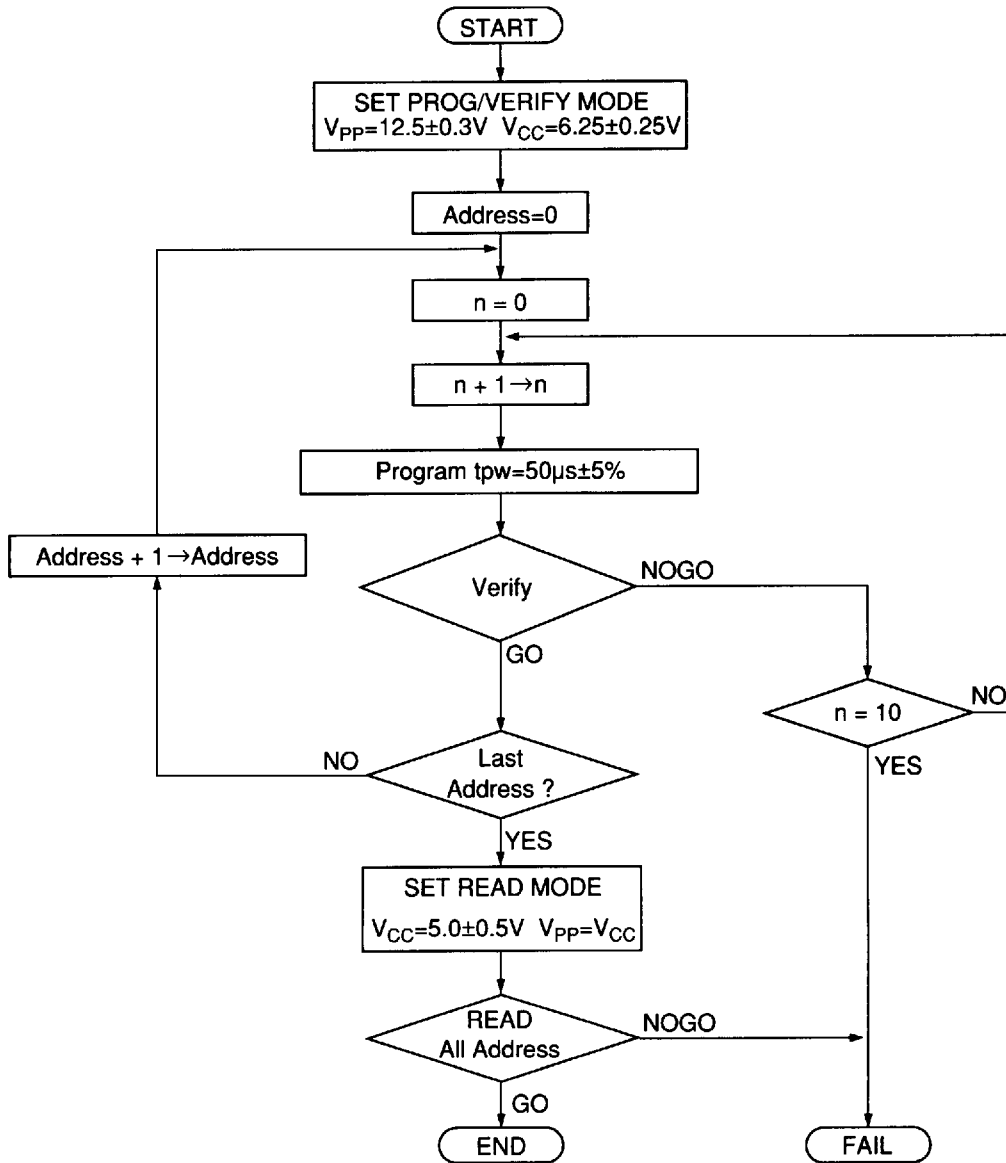 START
SET PROG/VERIFY MODE
VPP=12.5±0.3V VCC=6.25±0.25V
Address=0
n = 0
n + 1→n
Program tpw=50µs±5%
Address + 1→Address
Verify
NOGO
GO
n = 10
NO
YES
Last
Address ?
NO
YES
SET READ MODE
VCC=5.0±0.5V VPP=VCC
READ
All Address
NOGO
GO
END
FAIL